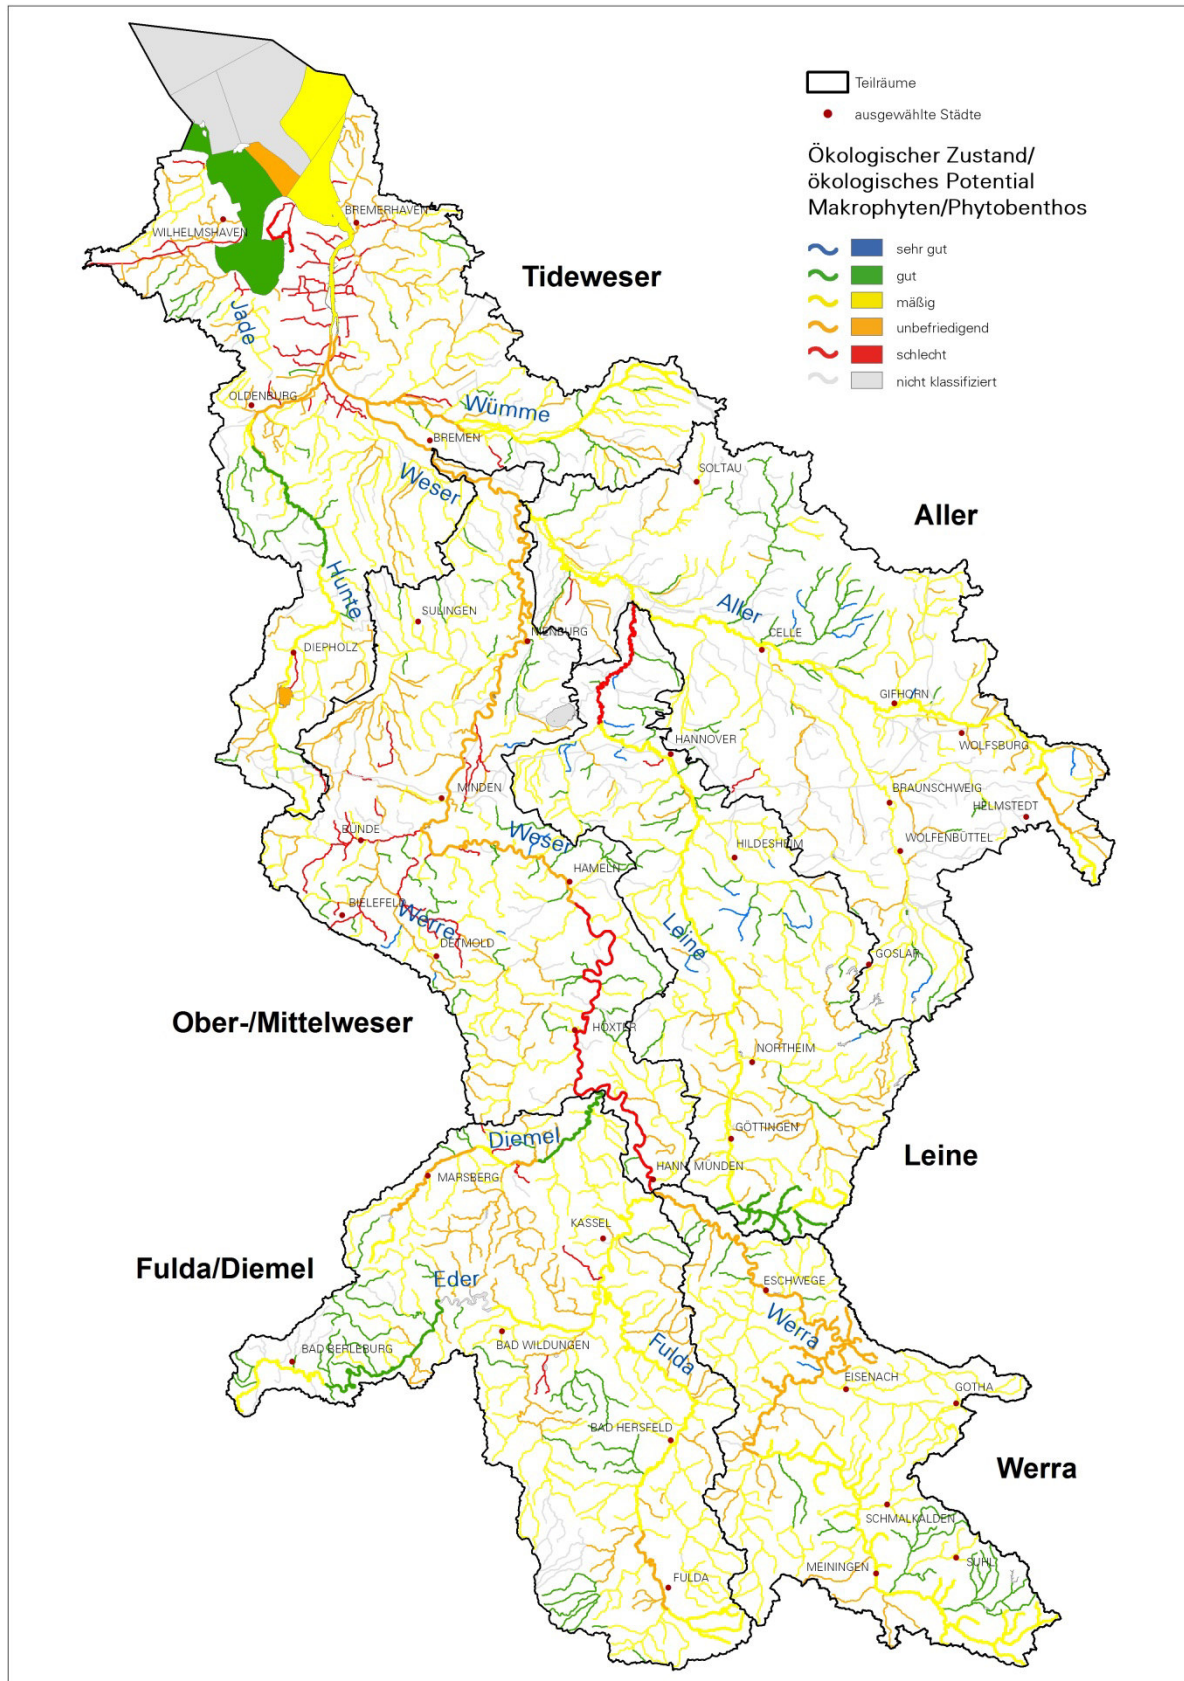 Teilräume
ausgewählte Städte
Ökologischer Zustand/
ökologisches Potential
Makrophyten/Phytobenthos
sehr gut
gut
mäßig
unbefriedigend
schlecht
nicht klassifiziert
BREMERHAVEN
WILHELMSHAVEN
Tideweser
Jade
OLDENBURG
Wümme
BREMEN
Weser
SOLTAU
Aller
Hunte
Aller
SULINGEN
CELLE
NIENBURG
DIEPHOLZ
GIFHORN
WOLFSBURG
HANNOVER
MINDEN
BRAUNSCHWEIG
HELMSTEDT
BÜNDE
Weser
WOLFENBÜTTEL
HILDESHEIM
HAMELN
BIELEFELD
Werre
Leine
DETMOLD
GOSLAR
Ober-/Mittelweser
HÖXTER
NORTHEIM
GÖTTINGEN
Diemel
Leine
MARSBERG
HANN. MÜNDEN
KASSEL
Fulda/Diemel
Eder
ESCHWEGE
Werra
BAD WILDUNGEN
Fulda
BAD BERLEBURG
EISENACH
GOTHA
BAD HERSFELD
Werra
SCHMALKALDEN
SUHL
MEININGEN
FULDA